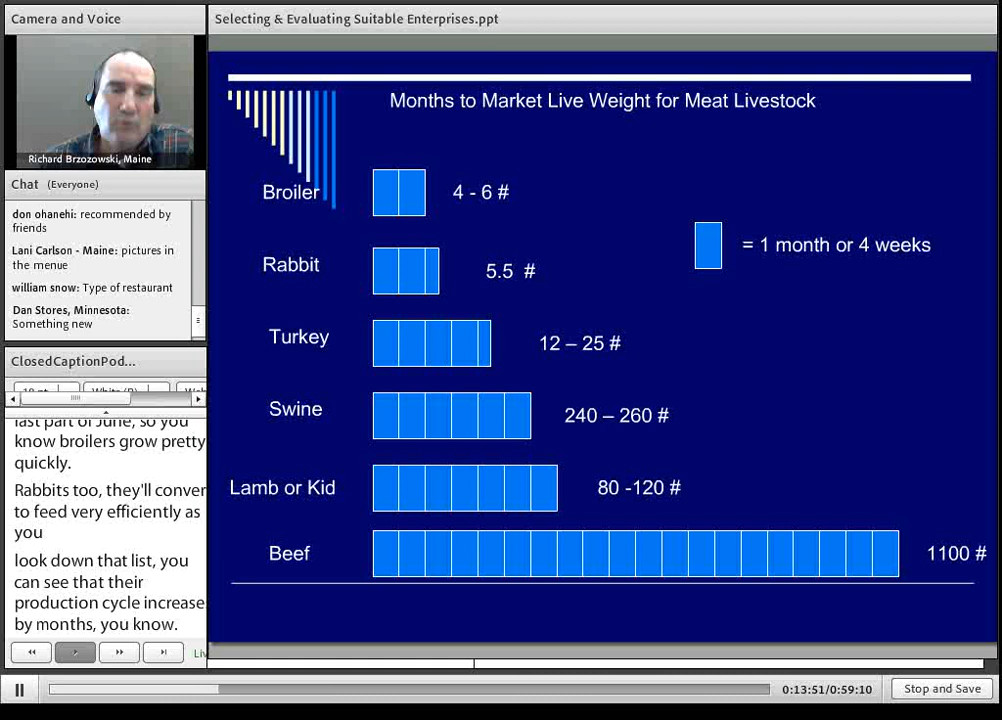 Camera and Voice
Selecting & Evaluating Suitable Enterprises.ppt
Richard Brzozowski, Maine
Chat (Everyone)
don ohanehi: recommended by
friends
Lani Carlson - Maine: pictures in
the menue
william snow: Type of restaurant
Dan Stores, Minnesota:
Something new
ClosedCaptionPod...
last part of June, so you
know broilers grow pretty
quickly.
Rabbits too, they'll conver
to feed very efficiently as
you
look down that list, you
can see that their
production cycle increase
by months, you know.
Months to Market Live Weight for Meat Livestock
Broiler 4 - 6 #
= 1 month or 4 weeks
Rabbit 5.5 #
Turkey 12 – 25 #
Swine 240 – 260 #
Lamb or Kid 80 -120 #
Beef 1100 #
0:13:51/0:59:10
Stop and Save